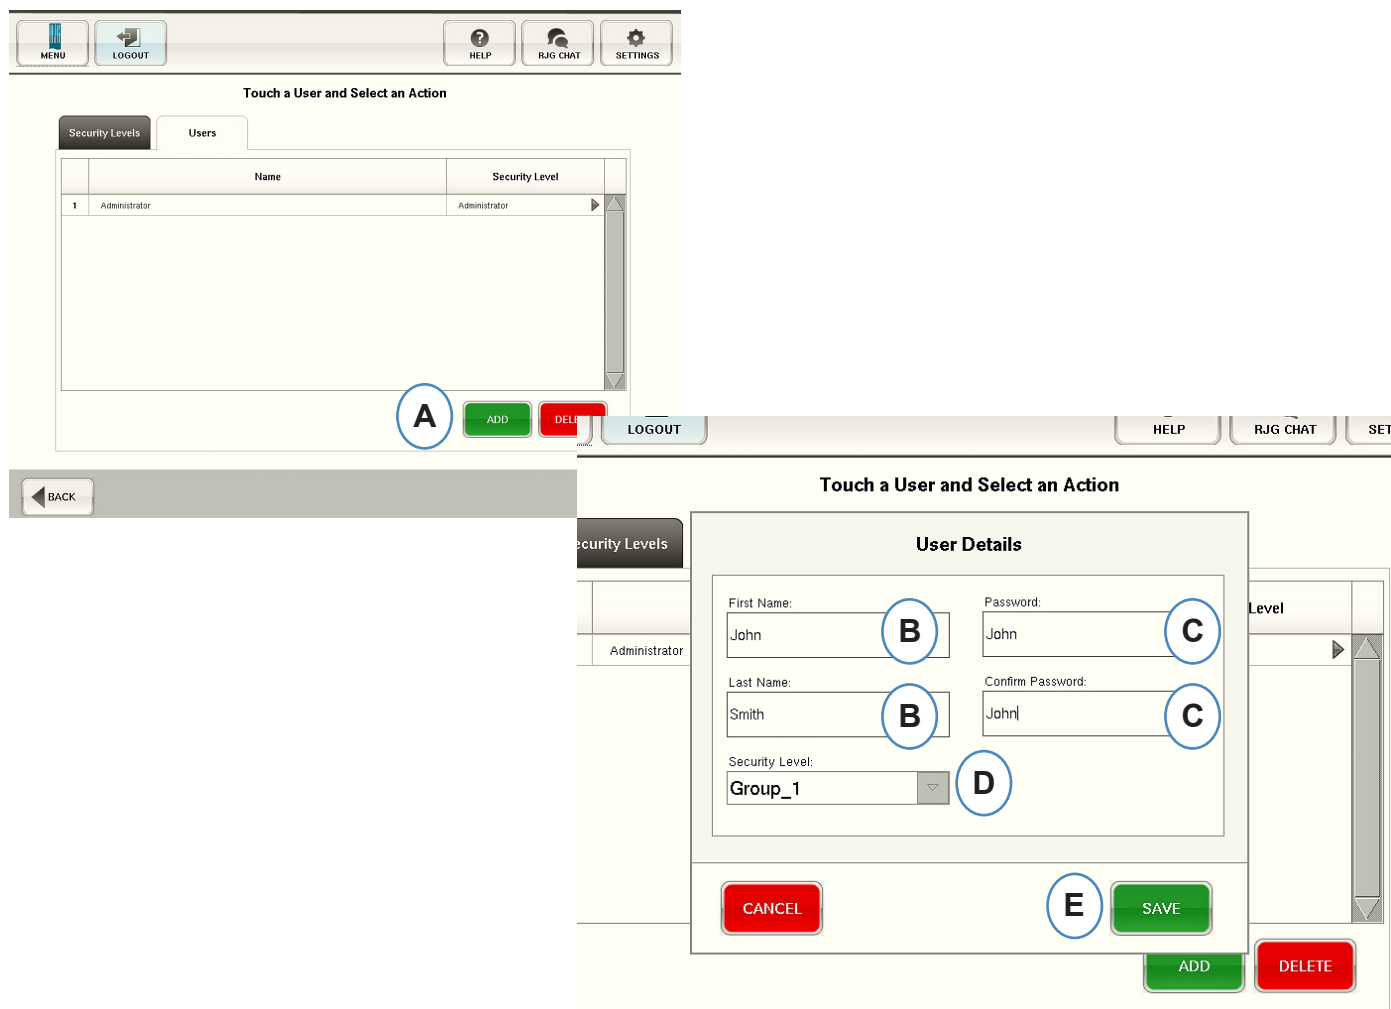 MENU
LOGOUT
HELP
RJG CHAT
SETTINGS
Touch a User and Select an Action
Security Levels
Users
Name
Security Level
1
Administrator
Administrator
A
ADD
DELE
BACK
LOGOUT
HELP
RJG CHAT
SET
Touch a User and Select an Action
ecurity Levels
User Details
Level
Administrator
First Name:
John
B
Password:
John
C
Last Name:
Smith
B
Confirm Password:
John
C
Security Level:
Group_1
D
CANCEL
E
SAVE
ADD
DELETE